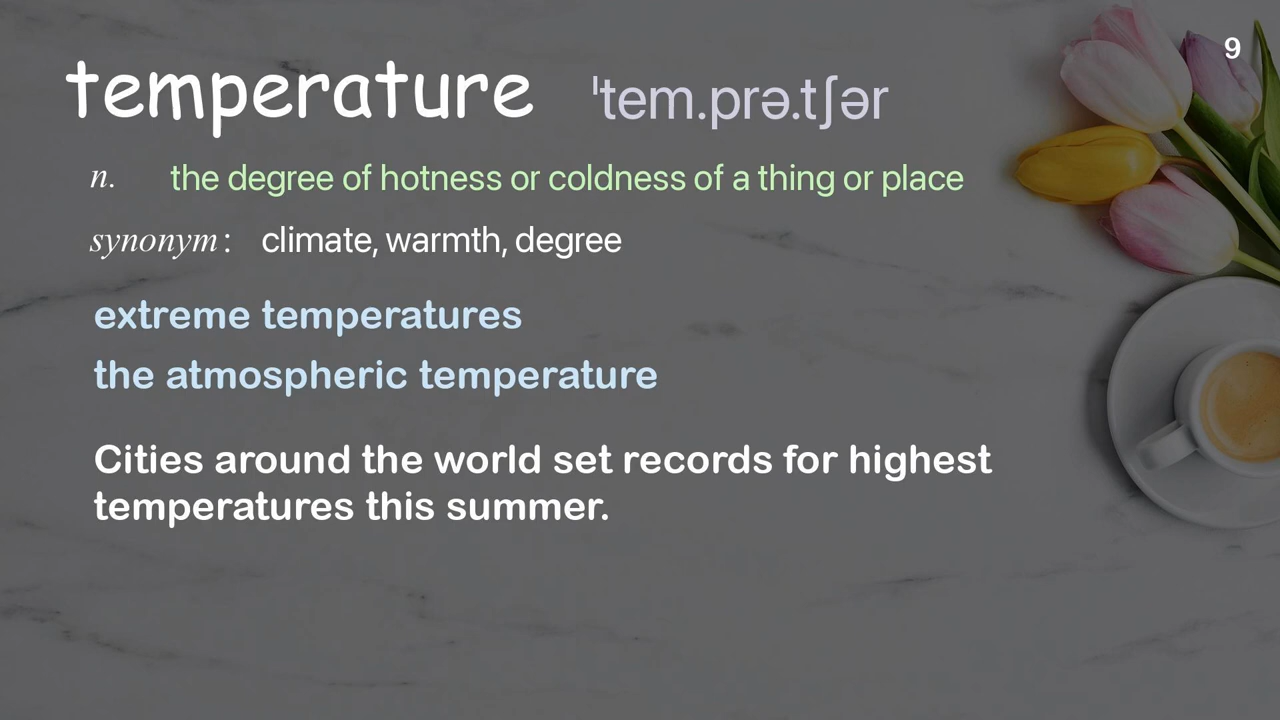 9
temperature ˈtem.prə.tʃər
n. the degree of hotness or coldness of a thing or place
synonym: climate, warmth, degree
extreme temperatures
the atmospheric temperature
Cities around the world set records for highest
temperatures this summer.